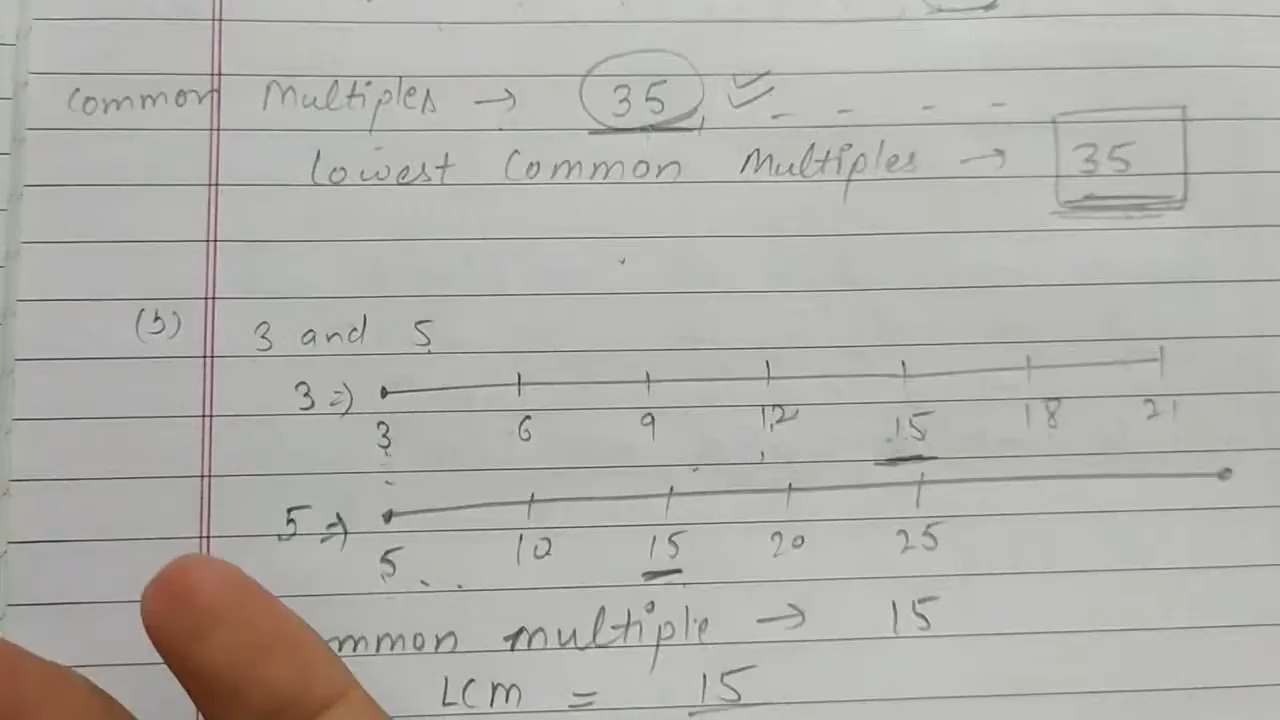 Common Multiples → 35
Lowest Common Multiples → 35
(3) 3 and 5
3 ⇒)
3 6 9 12 15 18 21
5 ⇒)
5 10 15 20 25
mmon multiple → 15
LCM = 15